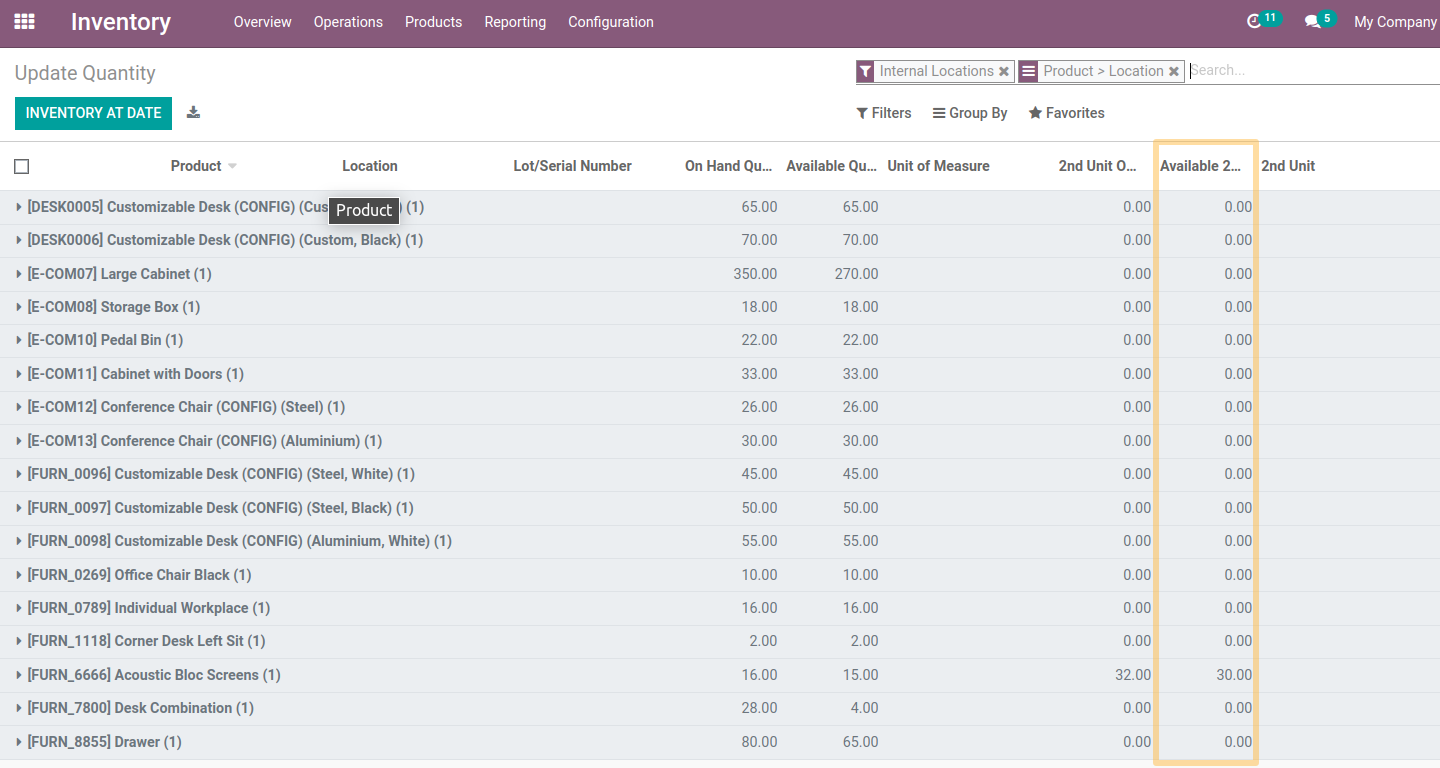 Inventory Overview Operations Products Reporting Configuration 11 5 My Company
Update Quantity Internal Locations ✖ Product > Location ✖ Search...
INVENTORY AT DATE Filters Group By Favorites
Product Location Lot/Serial Number On Hand Qu... Available Qu... Unit of Measure 2nd Unit O... Available 2... 2nd Unit
[DESK0005] Customizable Desk (CONFIG) (Cus ) (1) 65.00 65.00 0.00 0.00
Product
[DESK0006] Customizable Desk (CONFIG) (Custom, Black) (1) 70.00 70.00 0.00 0.00
[E-COM07] Large Cabinet (1) 350.00 270.00 0.00 0.00
[E-COM08] Storage Box (1) 18.00 18.00 0.00 0.00
[E-COM10] Pedal Bin (1) 22.00 22.00 0.00 0.00
[E-COM11] Cabinet with Doors (1) 33.00 33.00 0.00 0.00
[E-COM12] Conference Chair (CONFIG) (Steel) (1) 26.00 26.00 0.00 0.00
[E-COM13] Conference Chair (CONFIG) (Aluminium) (1) 30.00 30.00 0.00 0.00
[FURN_0096] Customizable Desk (CONFIG) (Steel, White) (1) 45.00 45.00 0.00 0.00
[FURN_0097] Customizable Desk (CONFIG) (Steel, Black) (1) 50.00 50.00 0.00 0.00
[FURN_0098] Customizable Desk (CONFIG) (Aluminium, White) (1) 55.00 55.00 0.00 0.00
[FURN_0269] Office Chair Black (1) 10.00 10.00 0.00 0.00
[FURN_0789] Individual Workplace (1) 16.00 16.00 0.00 0.00
[FURN_1118] Corner Desk Left Sit (1) 2.00 2.00 0.00 0.00
[FURN_6666] Acoustic Bloc Screens (1) 16.00 15.00 32.00 30.00
[FURN_7800] Desk Combination (1) 28.00 4.00 0.00 0.00
[FURN_8855] Drawer (1) 80.00 65.00 0.00 0.00